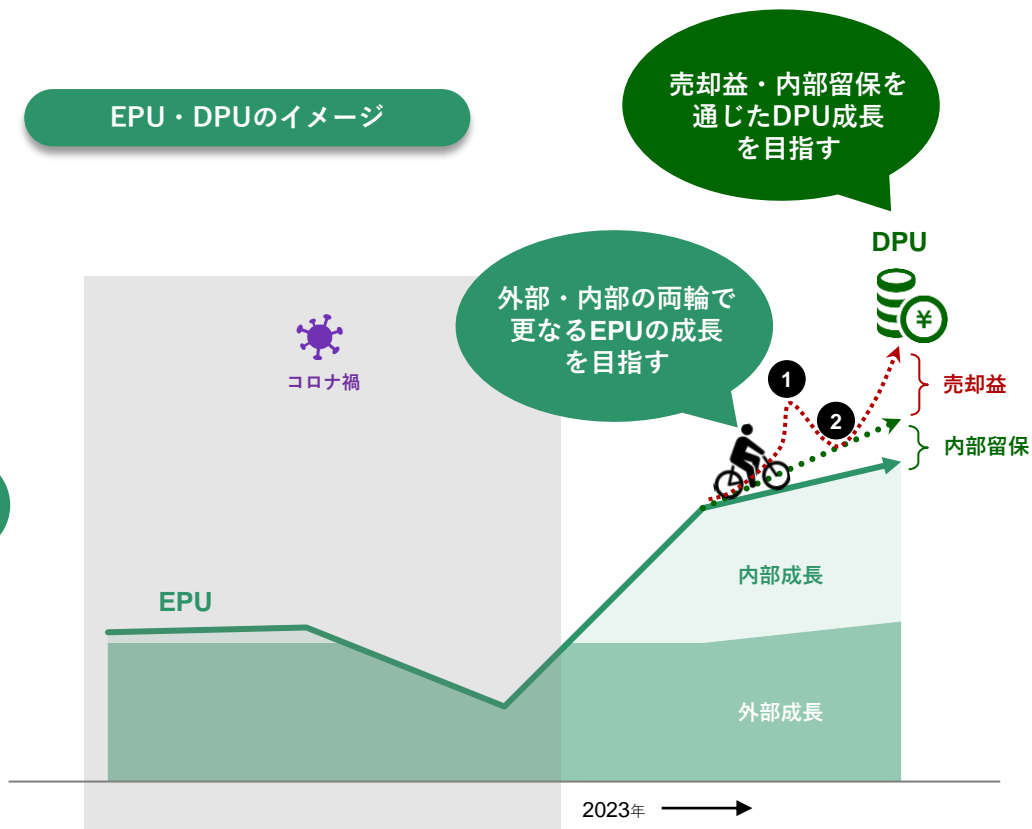 EPU・DPUのイメージ
売却益・内部留保を
通じたDPU成長
を目指す
DPU
¥
外部・内部の両輪で
更なるEPUの成長
を目指す
コロナ禍
1
2
売却益
内部留保
EPU
内部成長
外部成長
2023年